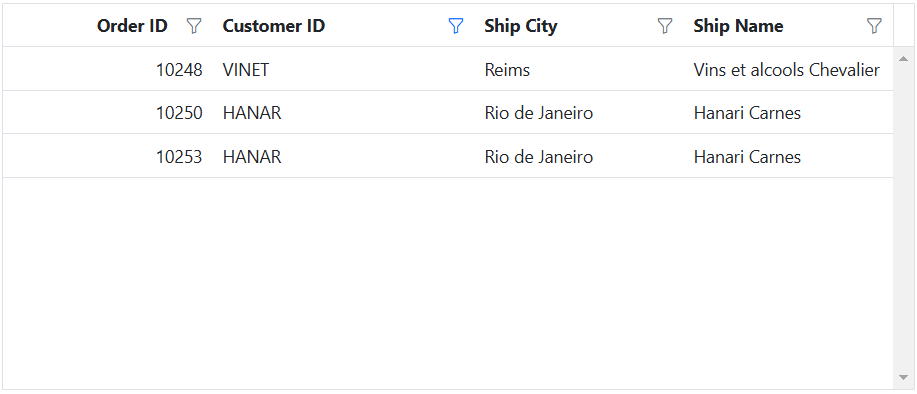 Order ID Customer ID Ship City Ship Name
10248 VINET Reims Vins et alcools Chevalier
10250 HANAR Rio de Janeiro Hanari Carnes
10253 HANAR Rio de Janeiro Hanari Carnes